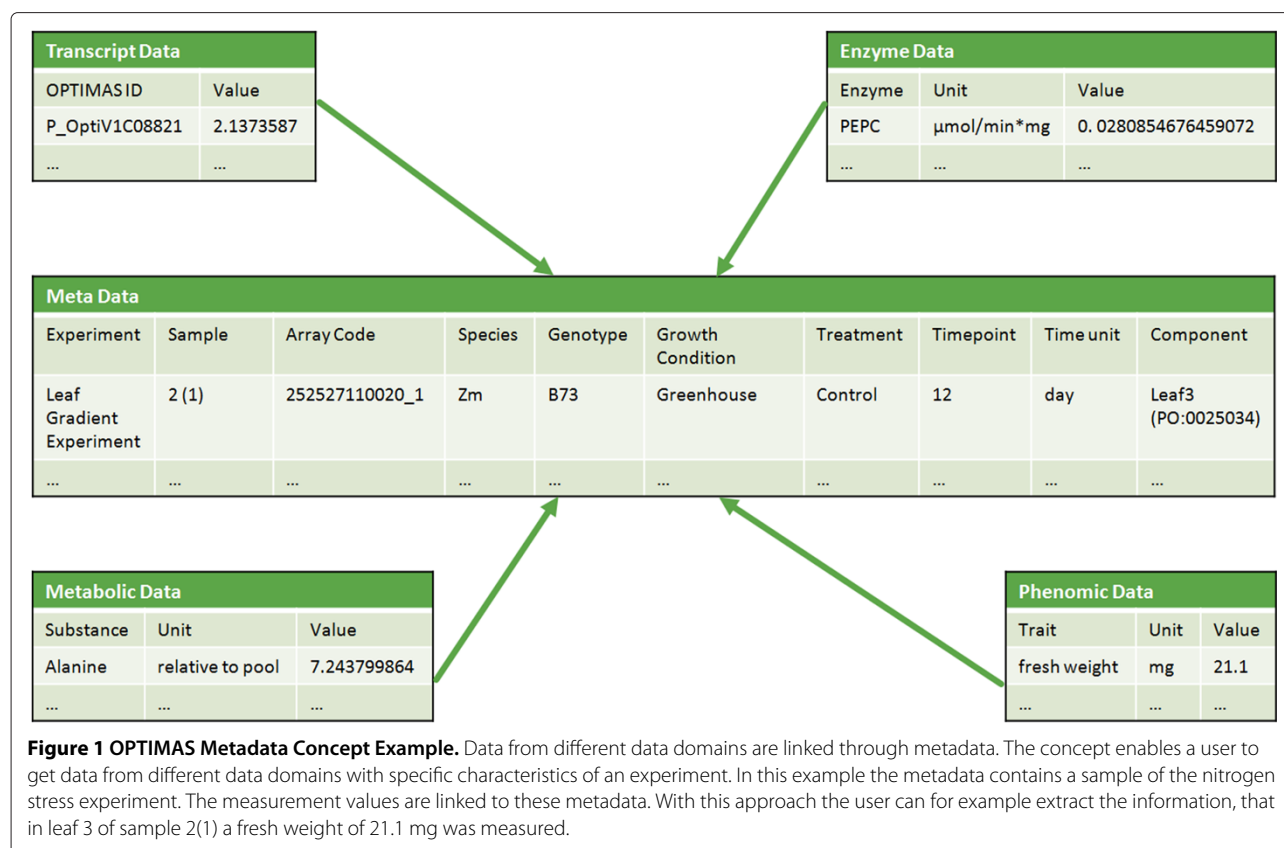 Transcript Data
OPTIMAS ID Value
P_OptiV1C08821 2.1373587
... ...
Enzyme Data
Enzyme Unit Value
PEPC µmol/min*mg 0. 0280854676459072
... ... ...
Meta Data
Experiment Sample Array Code Species Genotype Growth Condition Treatment Timepoint Time unit Component
Leaf Gradient Experiment 2 (1) 252527110020_1 Zm B73 Greenhouse Control 12 day Leaf3 (PO:0025034)
... ... ... ... ... ... ... ... ... ...
Metabolic Data
Substance Unit Value
Alanine relative to pool 7.243799864
... ... ...
Phenomic Data
Trait Unit Value
fresh weight mg 21.1
... ... ...
Figure 1 OPTIMAS Metadata Concept Example. Data from different data domains are linked through metadata. The concept enables a user to
get data from different data domains with specific characteristics of an experiment. In this example the metadata contains a sample of the nitrogen
stress experiment. The measurement values are linked to these metadata. With this approach the user can for example extract the information, that
in leaf 3 of sample 2(1) a fresh weight of 21.1 mg was measured.